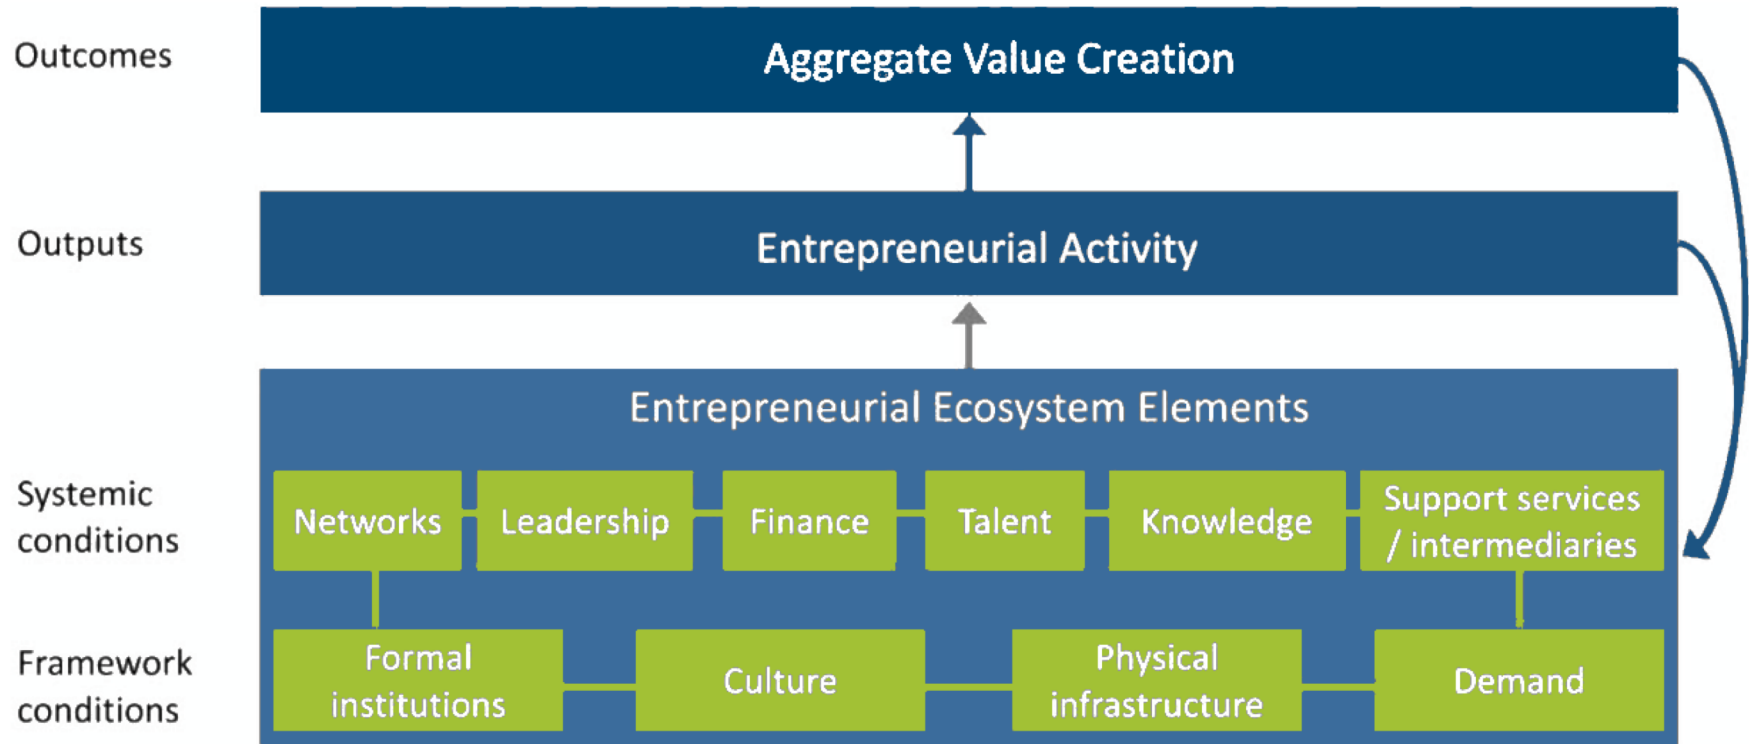 Outcomes
Aggregate Value Creation
Outputs
Entrepreneurial Activity
Entrepreneurial Ecosystem Elements
Systemic
conditions
Networks
Leadership
Finance
Talent
Knowledge
Support services
/ intermediaries
Framework
conditions
Formal
institutions
Culture
Physical
infrastructure
Demand